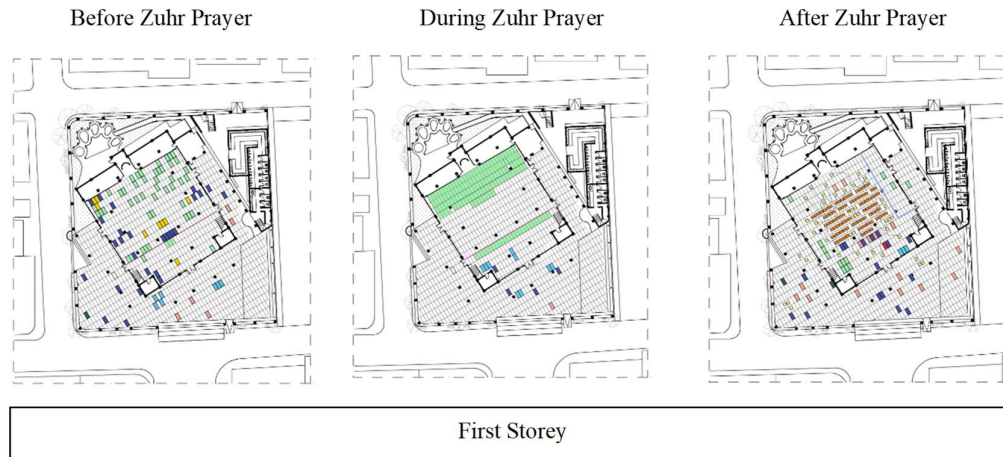 Before Zuhr Prayer
During Zuhr Prayer
After Zuhr Prayer
First Storey